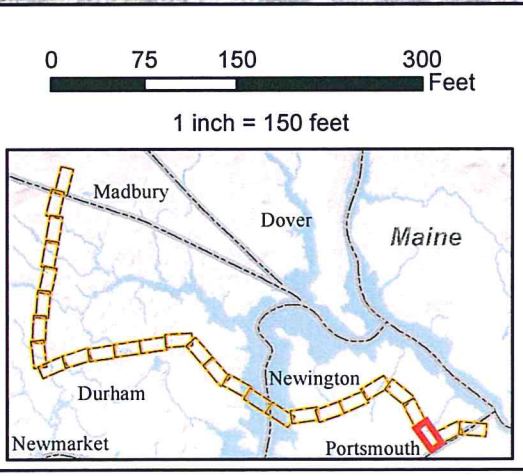 0 75 150 300
Feet
1 inch = 150 feet
Madbury
Dover
Maine
Newington
Durham
Newmarket
Portsmouth